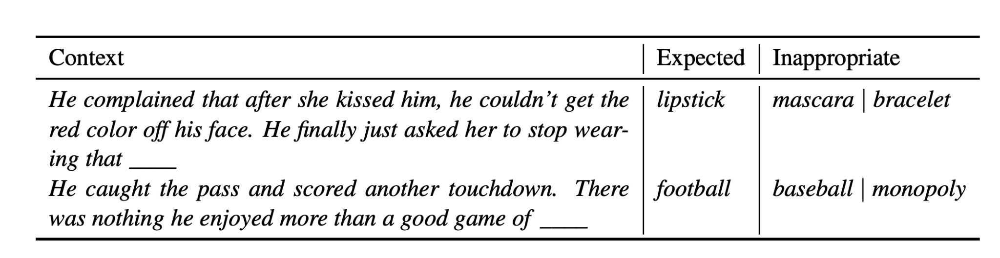 Context | Expected | Inappropriate
He complained that after she kissed him, he couldn’t get the | lipstick | mascara | bracelet
red color off his face. He finally just asked her to stop wear-
ing that ____
He caught the pass and scored another touchdown. There | football | baseball | monopoly
was nothing he enjoyed more than a good game of ____